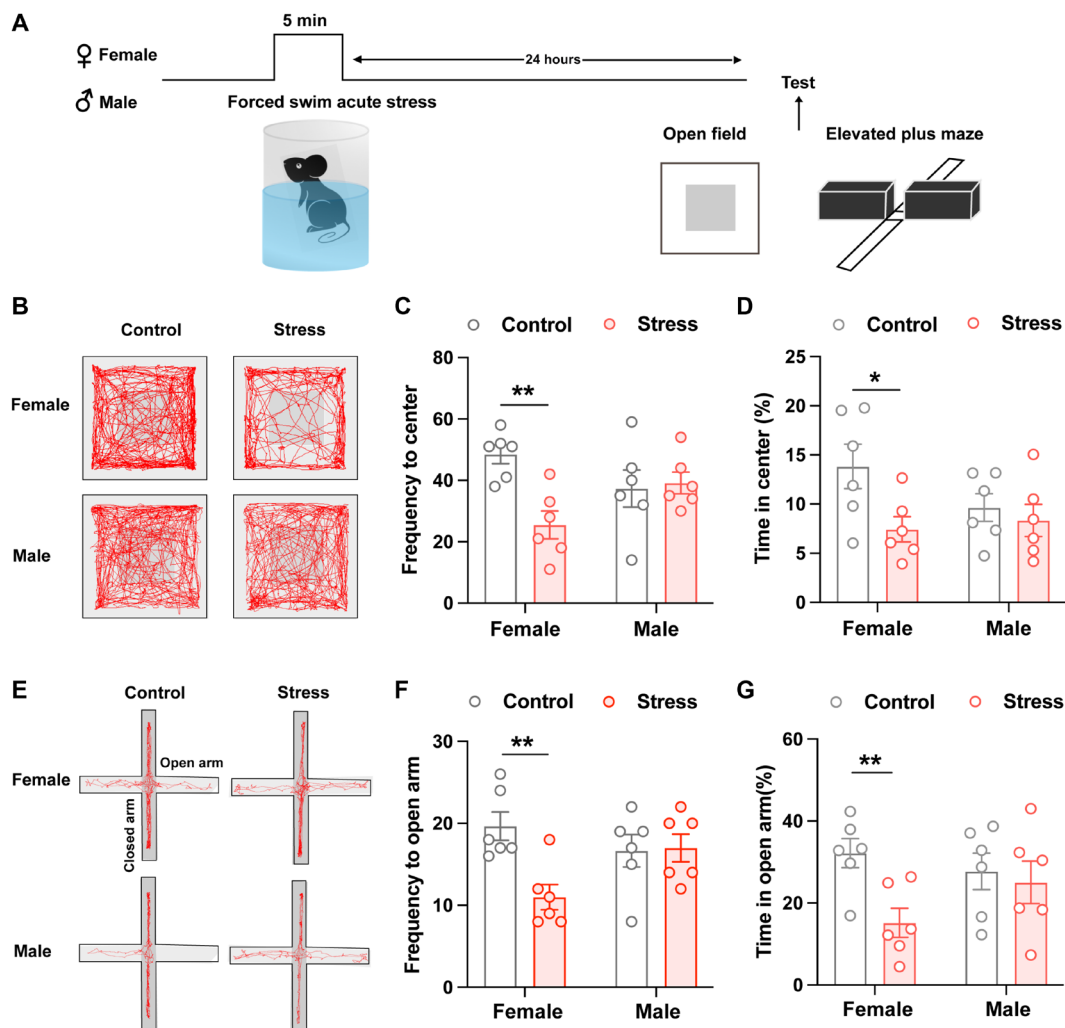 A
5 min
♀ Female
24 hours
♂ Male
Forced swim acute stress
Test
Open field
Elevated plus maze
B
Control
Stress
Female
Male
C
Control
Stress
Frequency to center
80
60
40
20
0
**
Female
Male
D
Control
Stress
Time in center (%)
25
20
15
10
5
0
*
Female
Male
E
Control
Stress
Female
Open arm
Closed arm
Male
F
Control
Stress
Frequency to open arm
30
20
10
0
**
Female
Male
G
Control
Stress
Time in open arm(%)
60
40
20
0
**
Female
Male